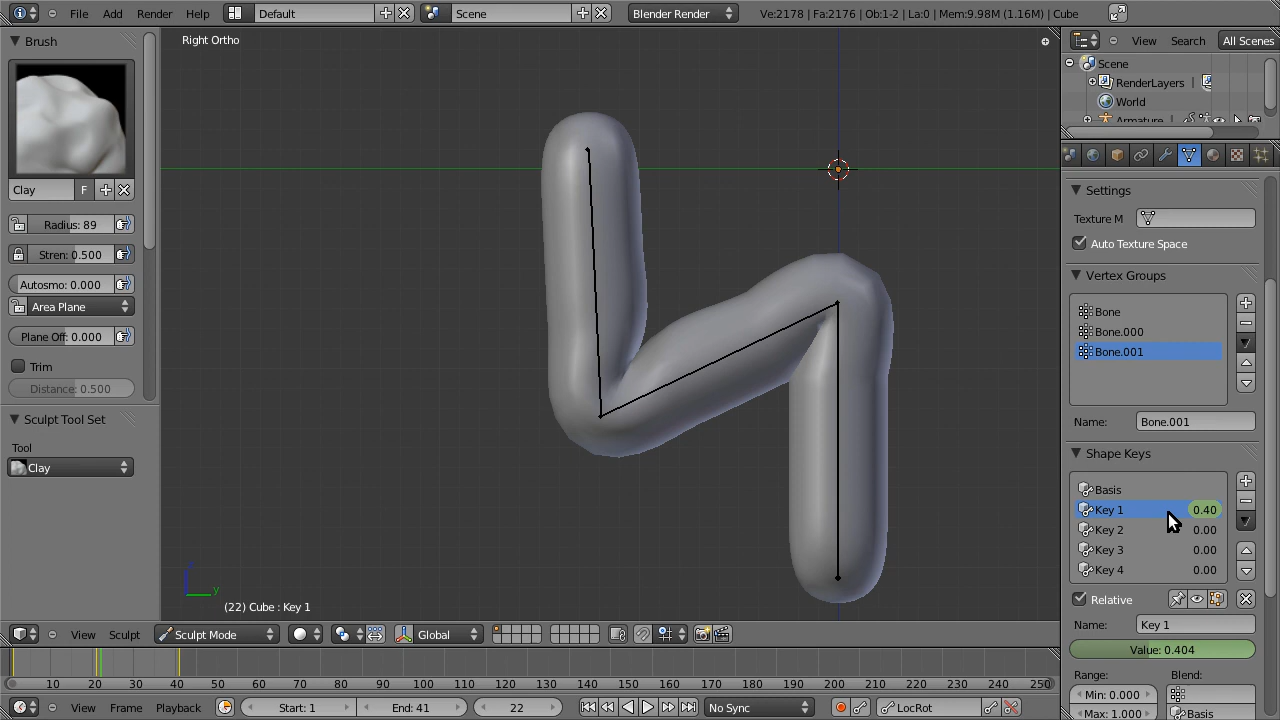 File Add Render Help Default Scene Blender Render Ve:2178 | Fa:2176 | Ob:1-2 | La:0 | Mem:9.98M (1.16M) | Cube
Brush
Clay F
Radius: 89
Stren: 0.500
Autosmo: 0.000
Area Plane
Plane Off: 0.000
Trim
Distance: 0.500
Sculpt Tool Set
Tool
Clay
Right Ortho
y
(22) Cube : Key 1
View Search All Scenes
Scene
RenderLayers |
World
Armature
Settings
Texture M
Auto Texture Space
Vertex Groups
Bone
Bone.000
Bone.001
Name: Bone.001
Shape Keys
Basis
Key 1 0.40
Key 2 0.00
Key 3 0.00
Key 4 0.00
Relative
Name: Key 1
Value: 0.404
Range: Blend:
Min: 0.000
Max: 1.000 Basis
View Sculpt Sculpt Mode Global
10 20 30 40 50 60 70 80 90 100 110 120 130 140 150 160 170 180 190 200 210 220 230 240 250
View Frame Playback Start: 1 End: 41 22 No Sync LocRot